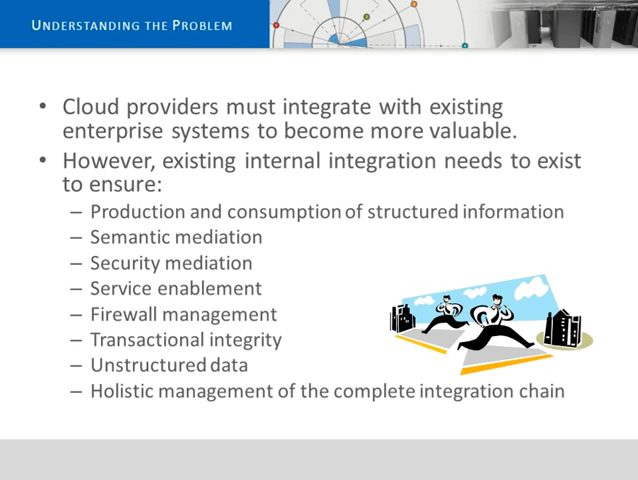 UNDERSTANDING THE PROBLEM
• Cloud providers must integrate with existing
enterprise systems to become more valuable.
• However, existing internal integration needs to exist
to ensure:
– Production and consumption of structured information
– Semantic mediation
– Security mediation
– Service enablement
– Firewall management
– Transactional integrity
– Unstructured data
– Holistic management of the complete integration chain